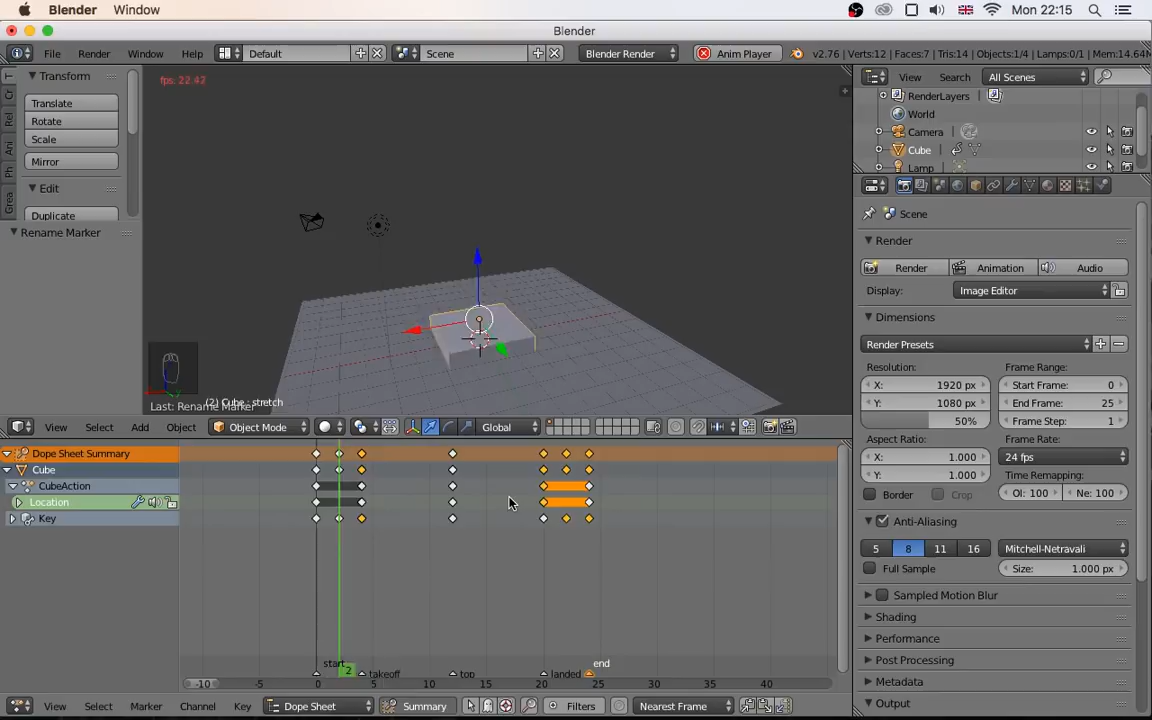 Blender Window Mon 22:15
Blender
File Render Window Help Default Scene Blender Render Anim Player v2.76 | Verts:12 | Faces:7 | Tris:14 | Objects:1/4 | Lamps:0/1 | Mem:14.64M
Transform
Translate
Rotate
Scale
Mirror
Edit
Duplicate
Rename Marker
Cr
Rel
Ani
Ph
Grea
fps: 22.42
(2) Cube : stretch
Last: Rename Marker
View Search All Scenes
RenderLayers
World
Camera
Cube
Lamp
Scene
Render
Render Animation Audio
Display: Image Editor
Dimensions
Render Presets
Resolution: Frame Range:
X: 1920 px Start Frame: 0
Y: 1080 px End Frame: 25
50% Frame Step: 1
Aspect Ratio: Frame Rate:
X: 1.000 24 fps
Y: 1.000 Time Remapping:
Border Crop Ol: 100 Ne: 100
Anti-Aliasing
5 8 11 16 Mitchell-Netravali
Full Sample Size: 1.000 px
Sampled Motion Blur
Shading
Performance
Post Processing
Metadata
Output
View Select Add Object Object Mode Global
Dope Sheet Summary
Cube
CubeAction
Location
Key
start takeoff top landed end
2
-10 -5 0 5 10 15 20 25 30 35 40
View Select Marker Channel Key Dope Sheet Summary Filters Nearest Frame